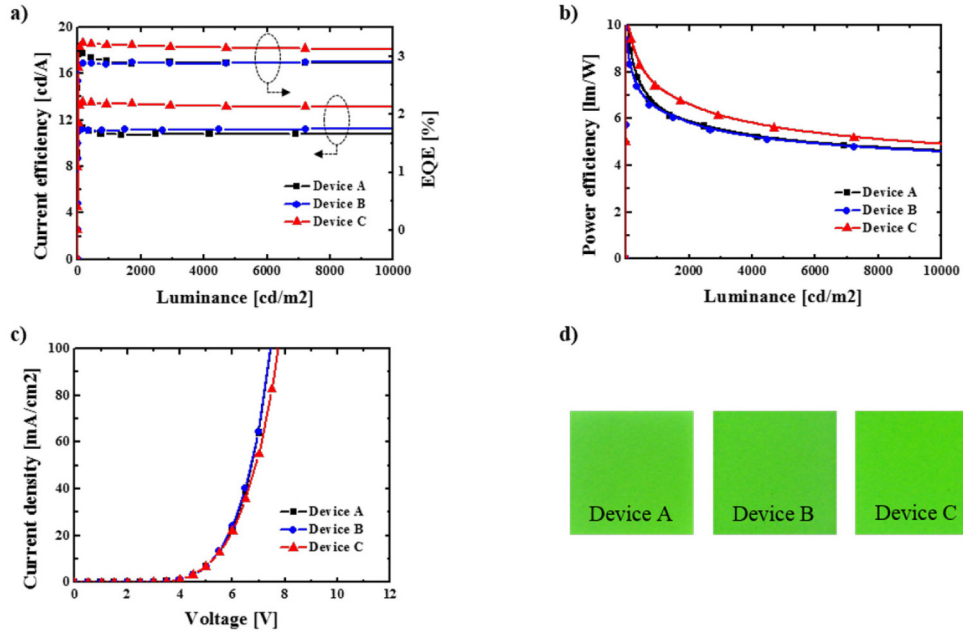 a)
20
16
12
8
4
0
Current efficiency [cd/A]
3
2
1
0
EQE [%]
Device A
Device B
Device C
0 2000 4000 6000 8000 10000
Luminance [cd/m2]
b)
10
8
6
4
2
0
Power efficiency [lm/W]
Device A
Device B
Device C
0 2000 4000 6000 8000 10000
Luminance [cd/m2]
c)
100
80
60
40
20
0
Current density [mA/cm2]
Device A
Device B
Device C
0 2 4 6 8 10 12
Voltage [V]
d)
Device A Device B Device C